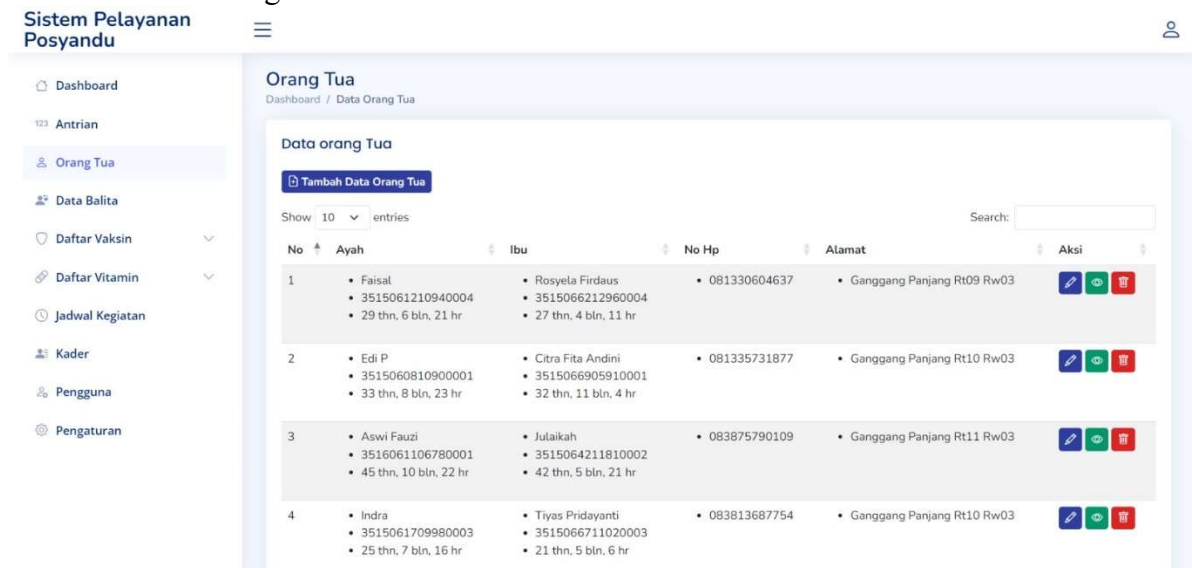 Sistem Pelayanan
Posyandu
Dashboard
123 Antrian
Orang Tua
Data Balita
Daftar Vaksin
Daftar Vitamin
Jadwal Kegiatan
Kader
Pengguna
Pengaturan
Orang Tua
Dashboard / Data Orang Tua
Data orang Tua
Tambah Data Orang Tua
Show 10 entries Search:
No Ayah Ibu No Hp Alamat Aksi
1 • Faisal • Rosyela Firdaus • 081330604637 • Ganggang Panjang Rt09 Rw03
• 3515061210940004 • 3515066212960004
• 29 thn, 6 bln, 21 hr • 27 thn, 4 bln, 11 hr
2 • Edi P • Citra Fita Andini • 081335731877 • Ganggang Panjang Rt10 Rw03
• 3515060810900001 • 3515066905910001
• 33 thn, 8 bln, 23 hr • 32 thn, 11 bln, 4 hr
3 • Aswi Fauzi • Julaikah • 083875790109 • Ganggang Panjang Rt11 Rw03
• 3516061106780001 • 3515064211810002
• 45 thn, 10 bln, 22 hr • 42 thn, 5 bln, 21 hr
4 • Indra • Tiyas Pridayanti • 083813687754 • Ganggang Panjang Rt10 Rw03
• 3515061709980003 • 3515066711020003
• 25 thn, 7 bln, 16 hr • 21 thn, 5 bln, 6 hr